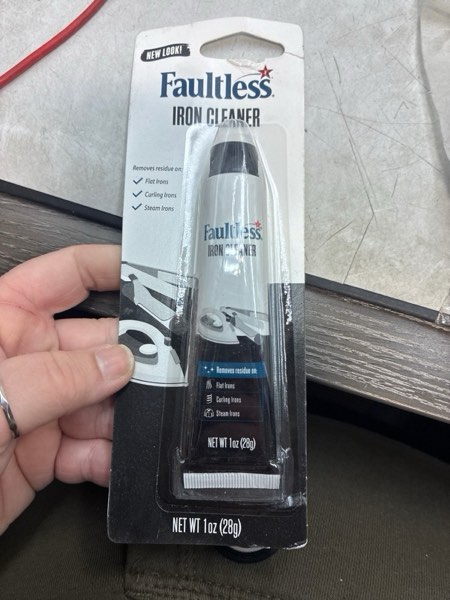 NEW LOOK!
Faultless
IRON CLEANER
Removes residue on:
Flat Irons
Curling Irons
Steam Irons
Faultless
IRON CLEANER
Removes residue on
Flat Irons
Curling Irons
Steam Irons
NET WT 1oz (28g)
NET WT 1oz (28g)